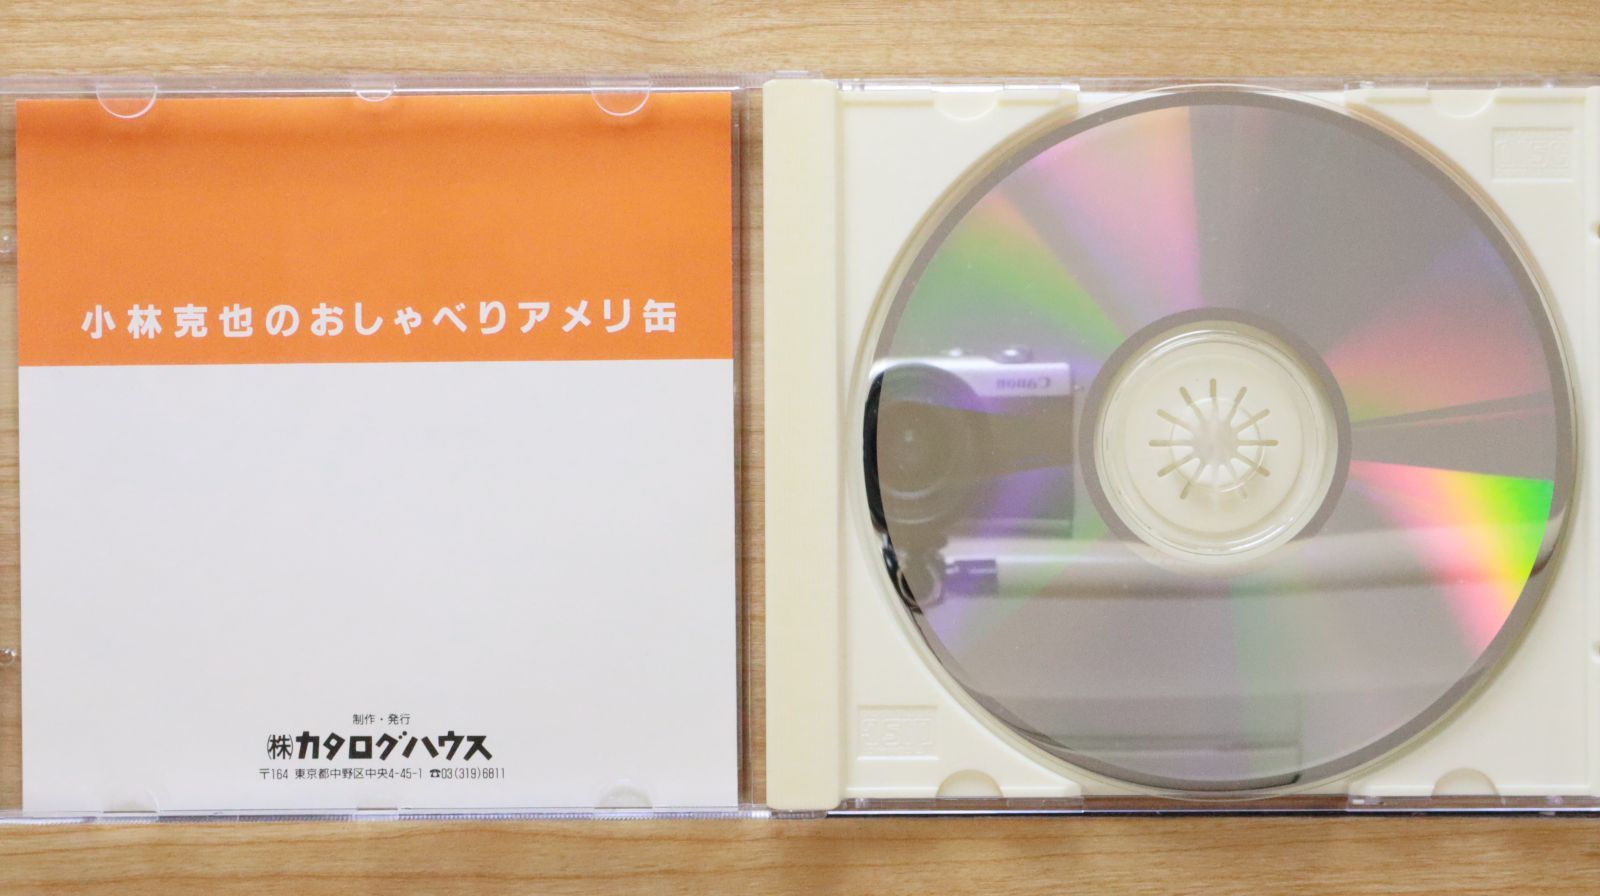 小林克也のおしゃべりアメリ缶
制作・発行
㈱カタログハウス
〒164 東京都中野区中央4-45-1 ☎03(319)6811
Canon